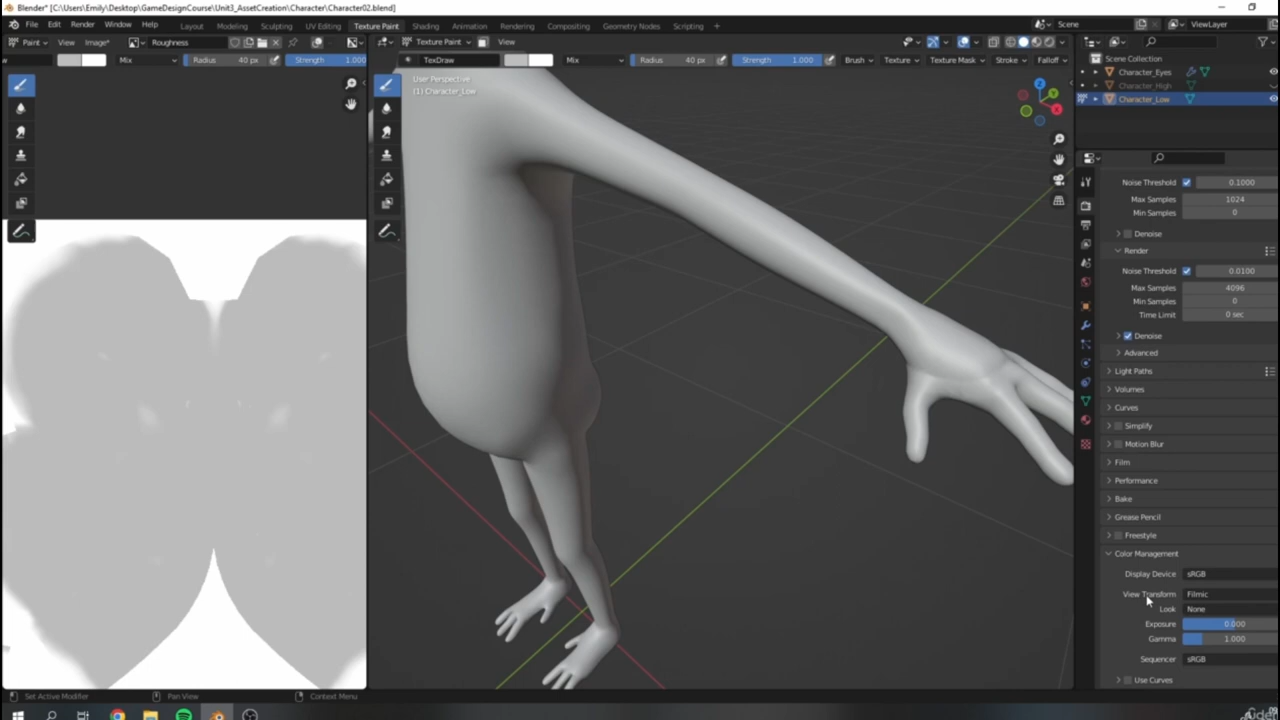 Blender* [C:\Users\Emily\Desktop\GameDesignCourse\Unit3_AssetCreation\Character\Character02.blend]
File Edit Render Window Help Layout Modeling Sculpting UV Editing Texture Paint Shading Animation Rendering Compositing Geometry Nodes Scripting + Scene ViewLayer
Paint View Image* Roughness Texture Paint View
Mix Radius 40 px Strength 1.000 TexDraw Mix Radius 40 px Strength 1.000 Brush Texture Texture Mask Stroke Falloff
Scene Collection
Character_Eyes
Character_High
Character_Low
User Perspective
(1) Character_Low
Z
Y
X
Noise Threshold 0.1000
Max Samples 1024
Min Samples 0
Denoise
Render
Noise Threshold 0.0100
Max Samples 4096
Min Samples 0
Time Limit 0 sec
Denoise
Advanced
Light Paths
Volumes
Curves
Simplify
Motion Blur
Film
Performance
Bake
Grease Pencil
Freestyle
Color Management
Display Device sRGB
View Transform Filmic
Look None
Exposure 0.000
Gamma 1.000
Sequencer sRGB
Use Curves
Set Active Modifier Pan View Context Menu